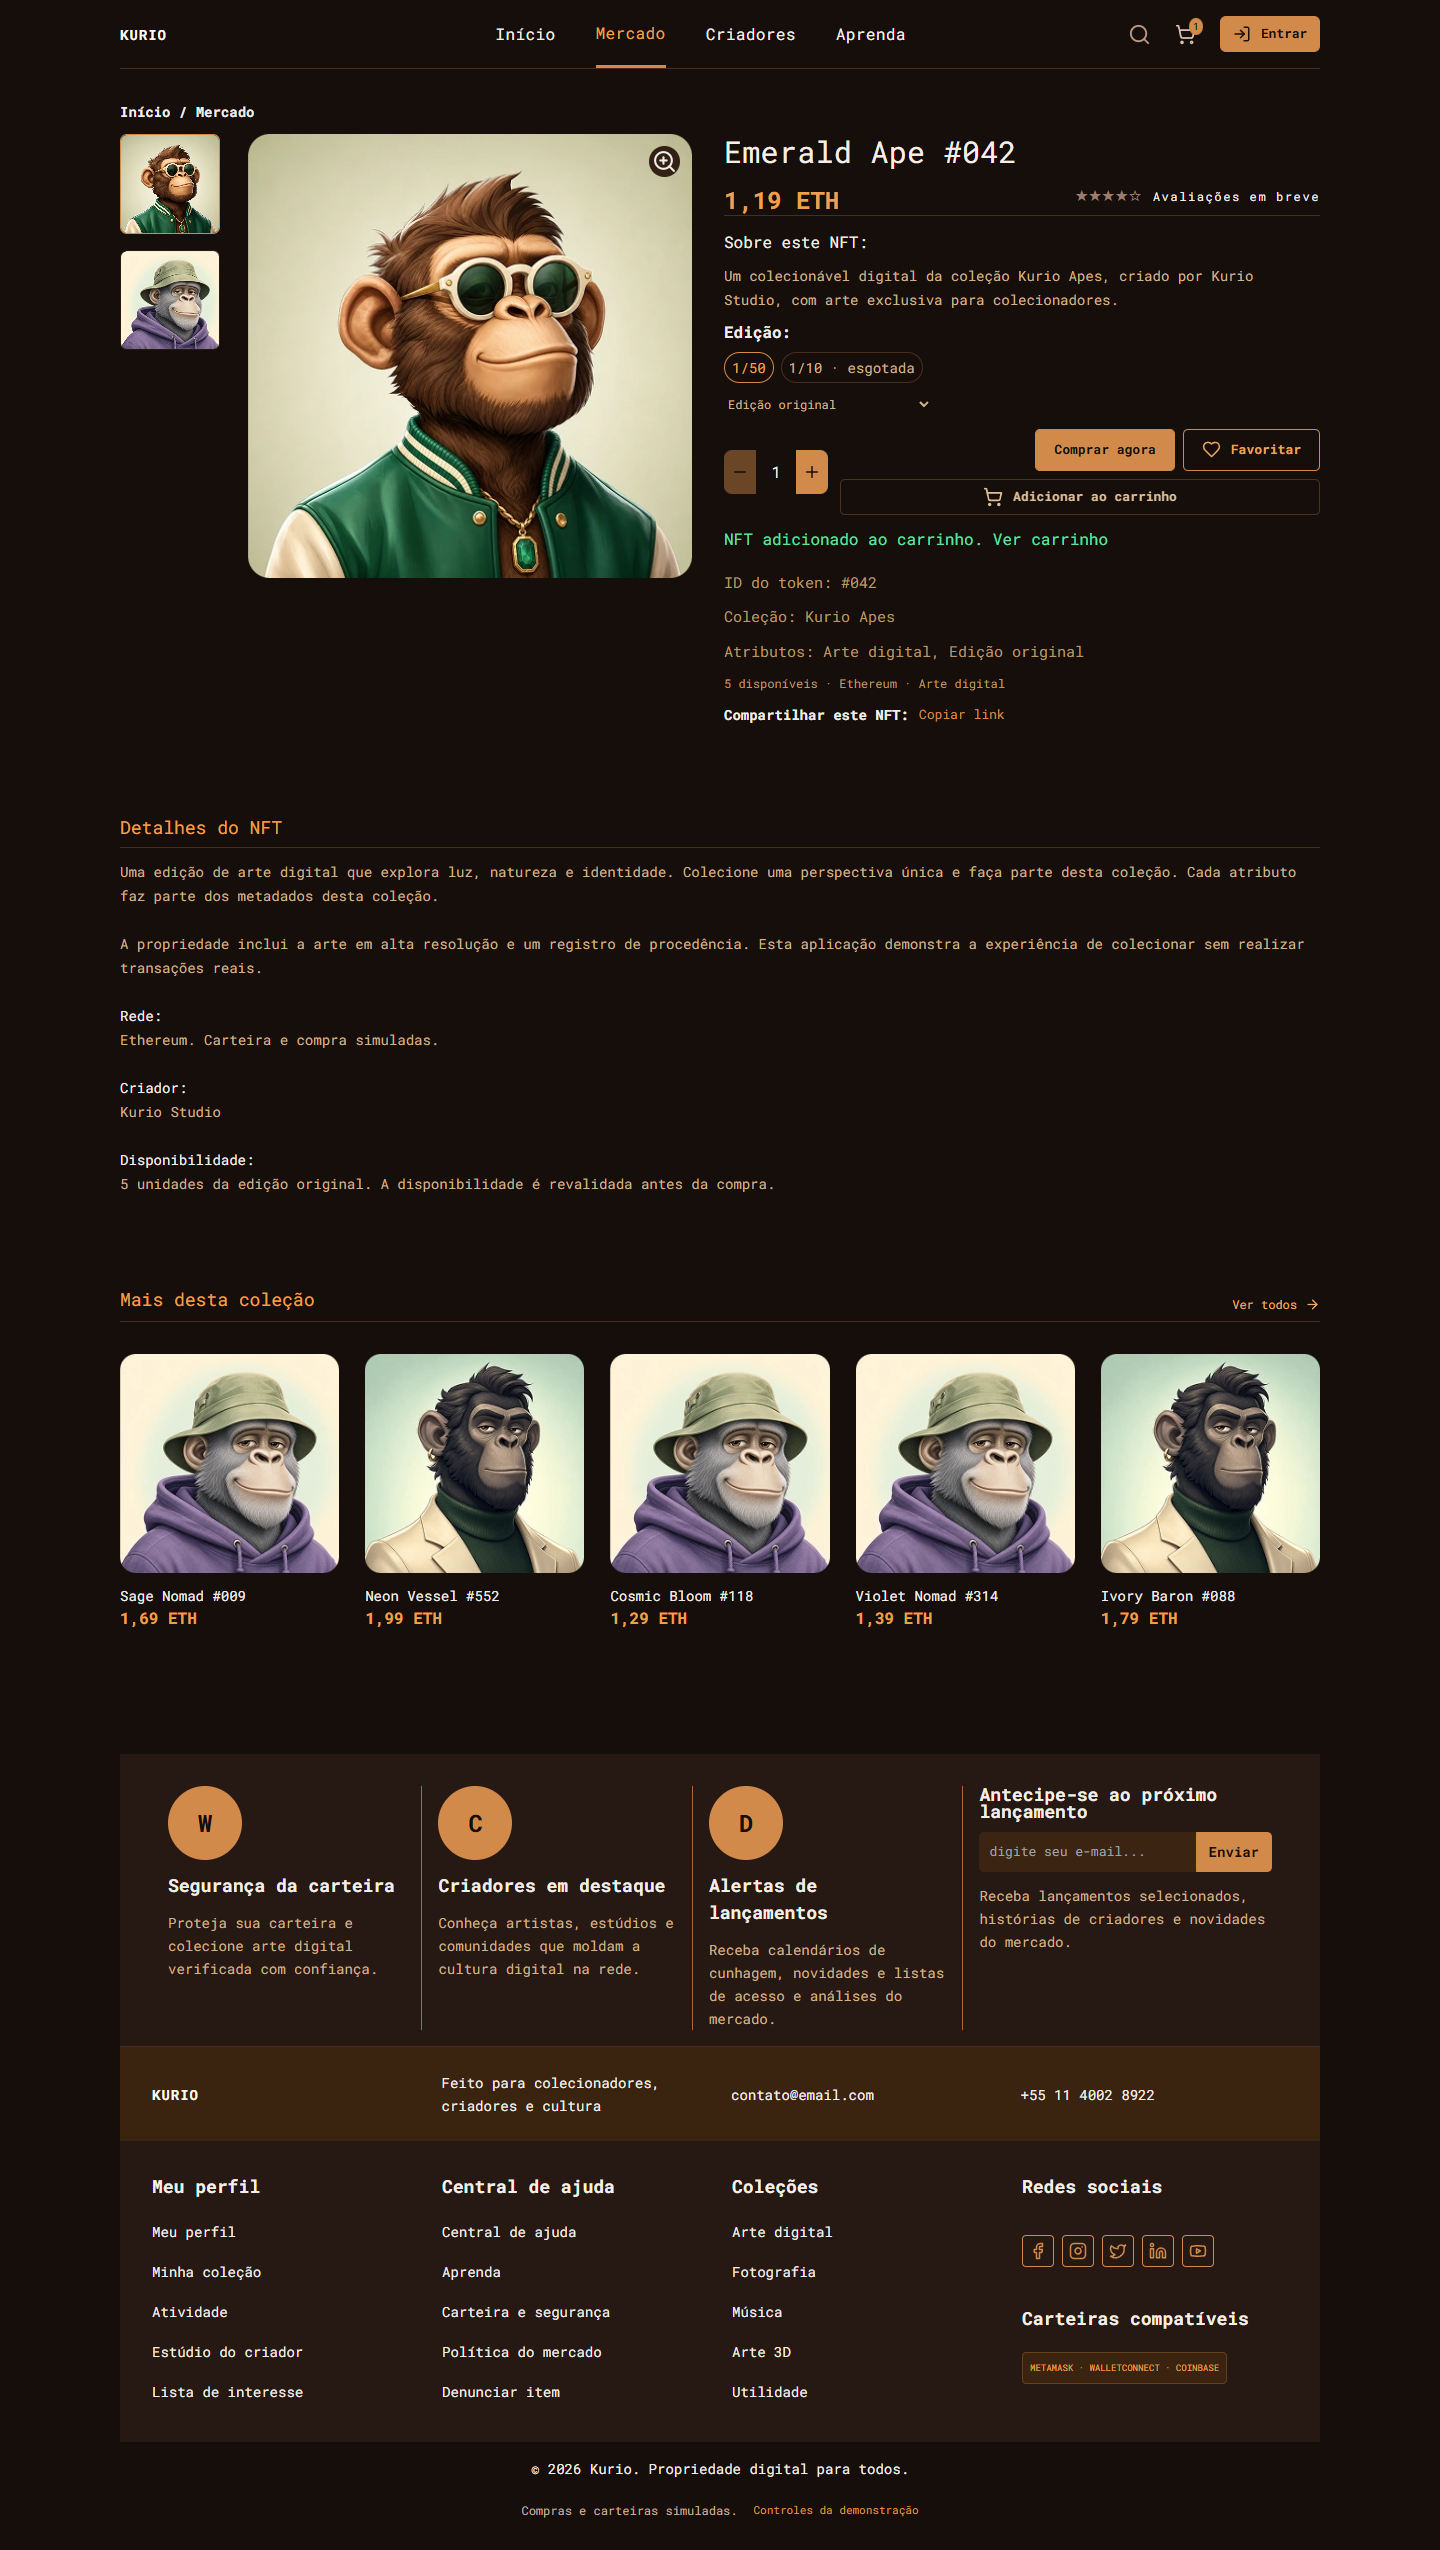 KURIO
Início
Mercado
Criadores
Aprenda
1
Entrar
Início / Mercado
Emerald Ape #042
1,19 ETH
★★★★☆ Avaliações em breve
Sobre este NFT:
Um colecionável digital da coleção Kurio Apes, criado por Kurio
Studio, com arte exclusiva para colecionadores.
Edição:
1/50
1/10 · esgotada
Edição original
− 1 +
Comprar agora
Favoritar
Adicionar ao carrinho
NFT adicionado ao carrinho. Ver carrinho
ID do token: #042
Coleção: Kurio Apes
Atributos: Arte digital, Edição original
5 disponíveis · Ethereum · Arte digital
Compartilhar este NFT: Copiar link
Detalhes do NFT
Uma edição de arte digital que explora luz, natureza e identidade. Colecione uma perspectiva única e faça parte desta coleção. Cada atributo
faz parte dos metadados desta coleção.
A propriedade inclui a arte em alta resolução e um registro de procedência. Esta aplicação demonstra a experiência de colecionar sem realizar
transações reais.
Rede:
Ethereum. Carteira e compra simuladas.
Criador:
Kurio Studio
Disponibilidade:
5 unidades da edição original. A disponibilidade é revalidada antes da compra.
Mais desta coleção
Ver todos →
Sage Nomad #009
1,69 ETH
Neon Vessel #552
1,99 ETH
Cosmic Bloom #118
1,29 ETH
Violet Nomad #314
1,39 ETH
Ivory Baron #088
1,79 ETH
W
Segurança da carteira
Proteja sua carteira e
colecione arte digital
verificada com confiança.
C
Criadores em destaque
Conheça artistas, estúdios e
comunidades que moldam a
cultura digital na rede.
D
Alertas de
lançamentos
Receba calendários de
cunhagem, novidades e listas
de acesso e análises do
mercado.
Antecipe-se ao próximo
lançamento
digite seu e-mail...
Enviar
Receba lançamentos selecionados,
histórias de criadores e novidades
do mercado.
KURIO
Feito para colecionadores,
criadores e cultura
contato@email.com
+55 11 4002 8922
Meu perfil
Meu perfil
Minha coleção
Atividade
Estúdio do criador
Lista de interesse
Central de ajuda
Central de ajuda
Aprenda
Carteira e segurança
Política do mercado
Denunciar item
Coleções
Arte digital
Fotografia
Música
Arte 3D
Utilidade
Redes sociais
Carteiras compatíveis
METAMASK · WALLETCONNECT · COINBASE
© 2026 Kurio. Propriedade digital para todos.
Compras e carteiras simuladas. Controles da demonstração